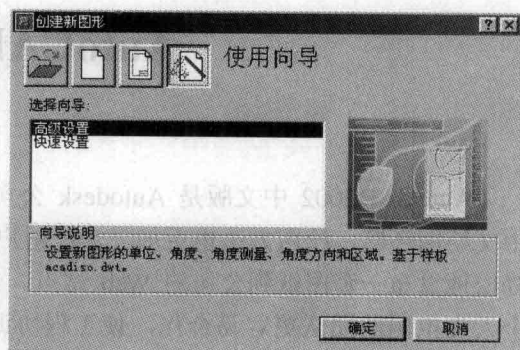 创建新图形
使用向导
选择向导:
高级设置
快速设置
向导说明
设置新图形的单位、角度、角度测量、角度方向和区域。基于样板
acadiso.dwt。
确定
取消